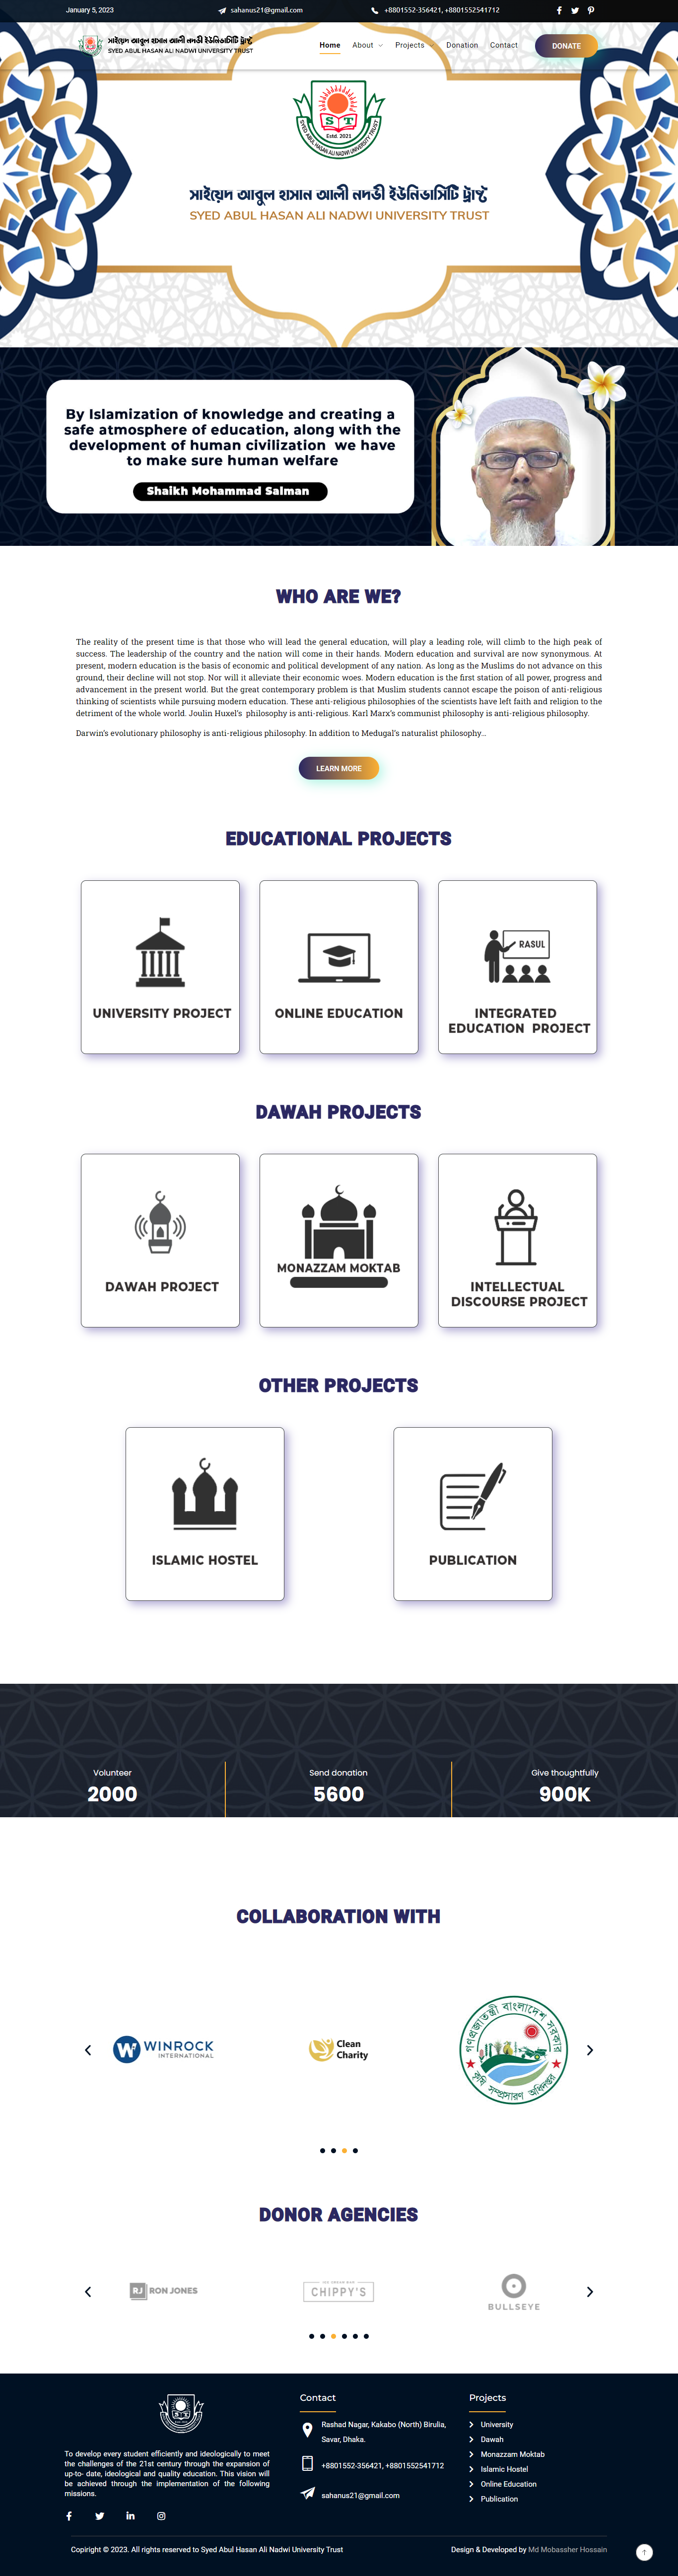 January 5, 2023
sahanus21@gmail.com
+8801552-356421, +8801552541712
সাইয়েদ আবুল হাসান আলী নদভী ইউনিভার্সিটি ট্রাস্ট
SYED ABUL HASAN ALI NADWI UNIVERSITY TRUST
Home
About
Projects
Donation
Contact
DONATE
S T
Estd. 2021
SYED ABUL HASAN ALI NADWI UNIVERSITY TRUST
সাইয়েদ আবুল হাসান আলী নদভী ইউনিভার্সিটি ট্রাস্ট
SYED ABUL HASAN ALI NADWI UNIVERSITY TRUST
By Islamization of knowledge and creating a
safe atmosphere of education, along with the
development of human civilization we have
to make sure human welfare
Shaikh Mohammad Salman
WHO ARE WE?
The reality of the present time is that those who will lead the general education, will play a leading role, will climb to the high peak of
success. The leadership of the country and the nation will come in their hands. Modern education and survival are now synonymous. At
present, modern education is the basis of economic and political development of any nation. As long as the Muslims do not advance on this
ground, their decline will not stop. Nor will it alleviate their economic woes. Modern education is the first station of all power, progress and
advancement in the present world. But the great contemporary problem is that Muslim students cannot escape the poison of anti-religious
thinking of scientists while pursuing modern education. These anti-religious philosophies of the scientists have left faith and religion to the
detriment of the whole world. Joulin Huxel's philosophy is anti-religious. Karl Marx's communist philosophy is anti-religious philosophy.
Darwin's evolutionary philosophy is anti-religious philosophy. In addition to Medugal's naturalist philosophy...
LEARN MORE
EDUCATIONAL PROJECTS
UNIVERSITY PROJECT
ONLINE EDUCATION
RASUL
INTEGRATED
EDUCATION PROJECT
DAWAH PROJECTS
DAWAH PROJECT
MONAZZAM MOKTAB
INTELLECTUAL
DISCOURSE PROJECT
OTHER PROJECTS
ISLAMIC HOSTEL
PUBLICATION
Volunteer
2000
Send donation
5600
Give thoughtfully
900K
COLLABORATION WITH
W
WINROCK
INTERNATIONAL
Clean
Charity
গণপ্রজাতন্ত্রী বাংলাদেশ সরকার
কৃষি সম্প্রসারণ অধিদপ্তর
DONOR AGENCIES
RJ RON JONES
CHIPPY'S
BULLSEYE
To develop every student efficiently and ideologically to meet
the challenges of the 21st century through the expansion of
up-to- date, ideological and quality education. This vision will
be achieved through the implementation of the following
missions.
Contact
Rashad Nagar, Kakabo (North) Birulia,
Savar, Dhaka.
+8801552-356421, +8801552541712
sahanus21@gmail.com
Projects
University
Dawah
Monazzam Moktab
Islamic Hostel
Online Education
Publication
Copiright © 2023. All rights reserved to Syed Abul Hasan Ali Nadwi University Trust
Design & Developed by Md Mobassher Hossain